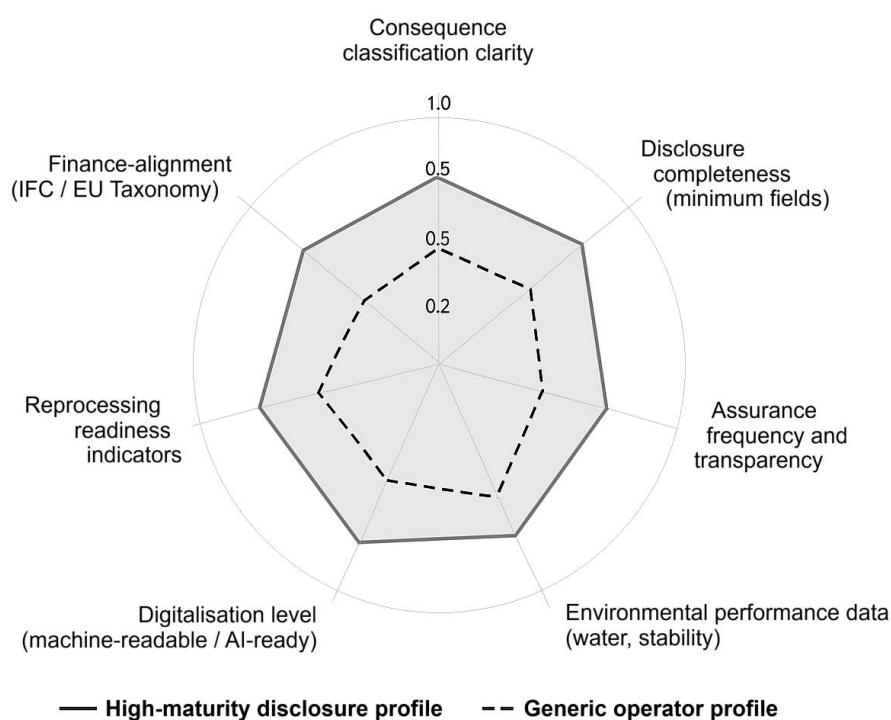 Consequence
classification clarity
1.0
Finance-alignment
(IFC / EU Taxonomy)
Disclosure
completeness
(minimum fields)
0.5
0.5
0.2
Reprocessing
readiness
indicators
Assurance
frequency and
transparency
Digitalisation level
(machine-readable / AI-ready)
Environmental performance data
(water, stability)
High-maturity disclosure profile
Generic operator profile